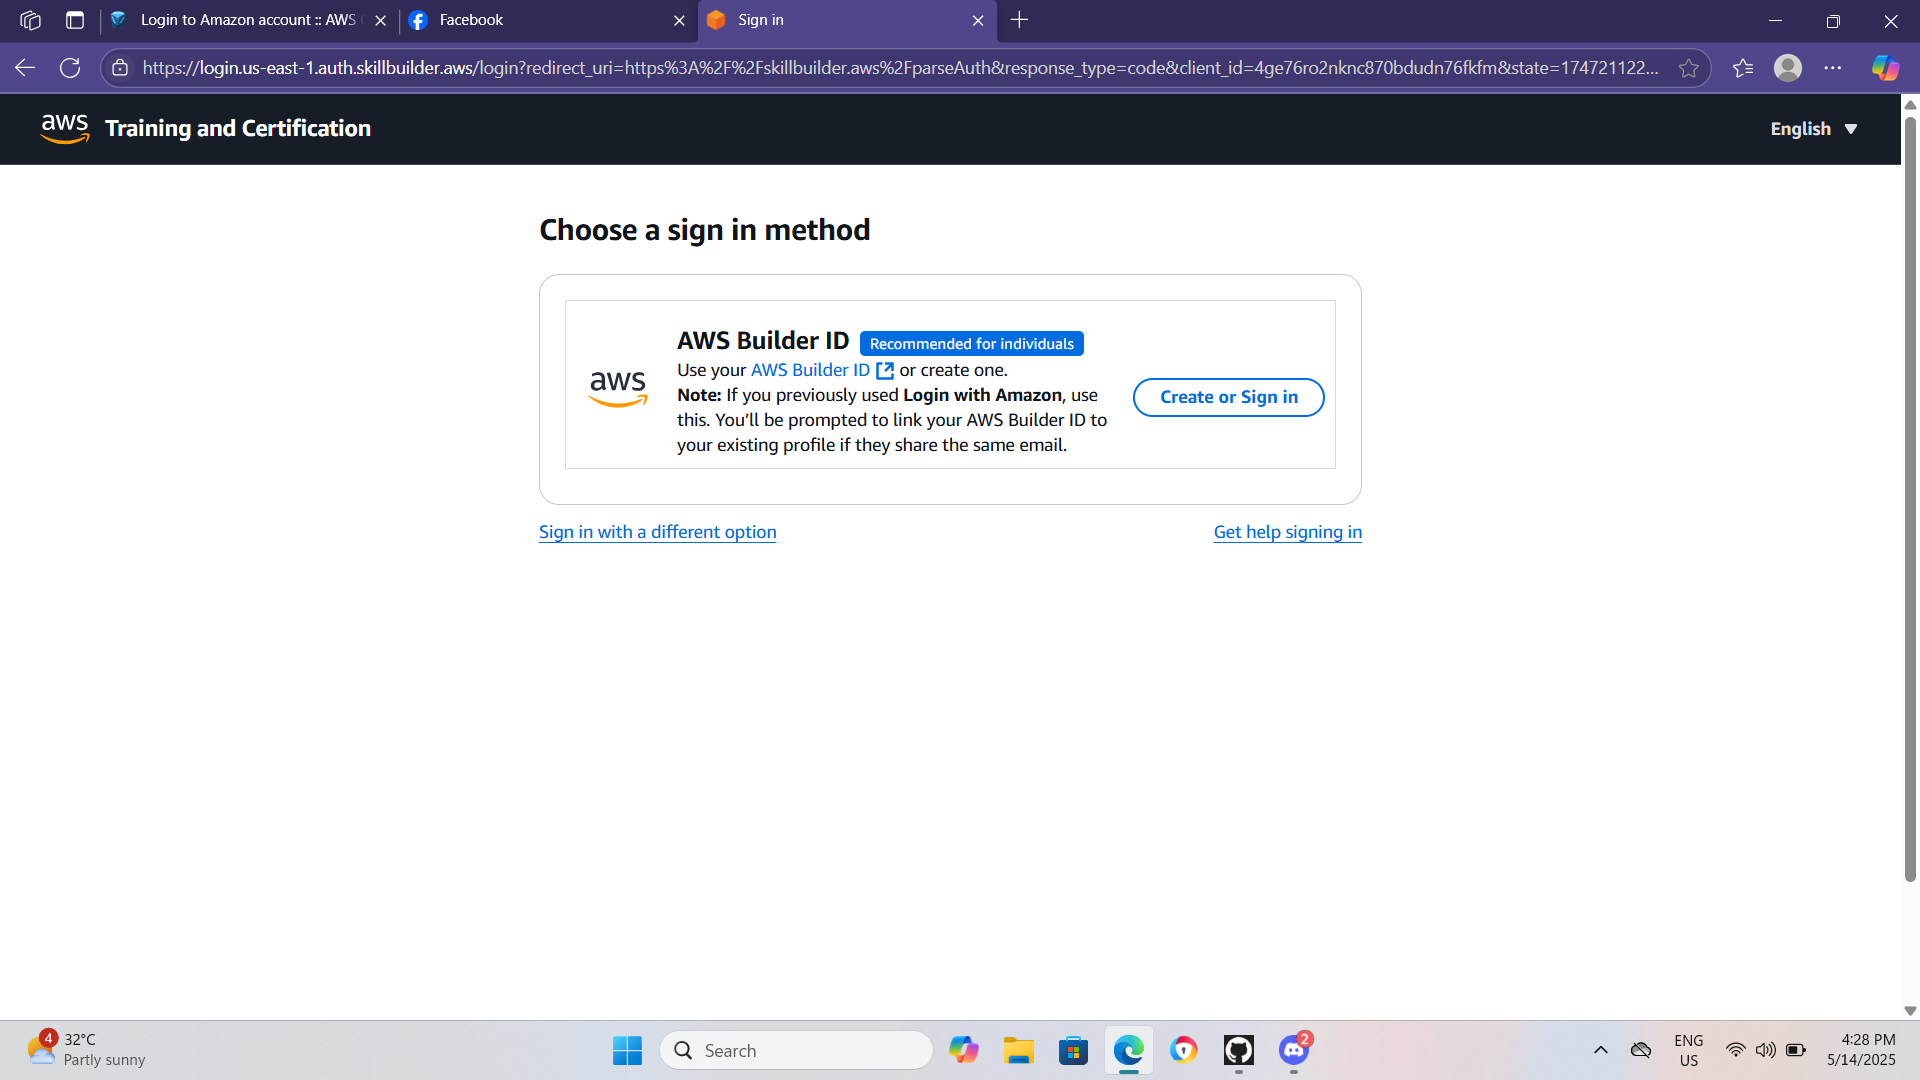 Login to Amazon account :: AWS
Facebook
Sign in
https://login.us-east-1.auth.skillbuilder.aws/login?redirect_uri=https%3A%2F%2Fskillbuilder.aws%2FparseAuth&response_type=code&client_id=4ge76ro2nknc870bdudn76fkfm&state=174721122...
aws Training and Certification
English
Choose a sign in method
AWS Builder ID Recommended for individuals
Use your AWS Builder ID or create one.
Note: If you previously used Login with Amazon, use
this. You’ll be prompted to link your AWS Builder ID to
your existing profile if they share the same email.
aws
Create or Sign in
Sign in with a different option
Get help signing in
4
32°C
Partly sunny
Search
2
ENG
US
4:28 PM
5/14/2025